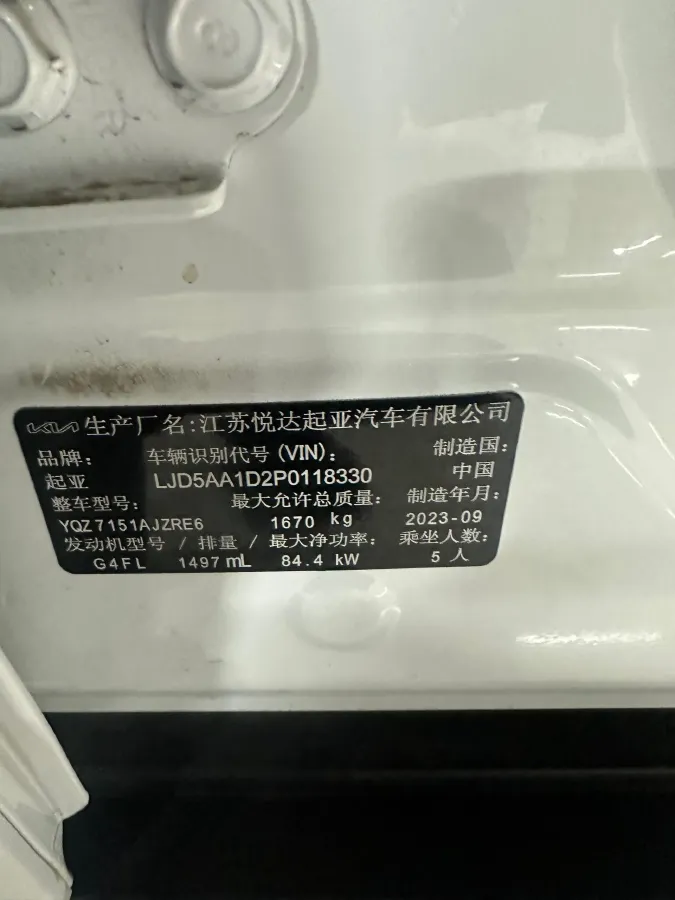 KIA 生产厂名:江苏悦达起亚汽车有限公司
品牌: 车辆识别代号(VIN): 制造国:
起亚 LJD5AA1D2P0118330 中国
整车型号: 最大允许总质量: 制造年月:
YQZ7151AJZRE6 1670 kg 2023-09
发动机型号 / 排量 / 最大净功率: 乘坐人数:
G4FL 1497 mL 84.4 kW 5 人